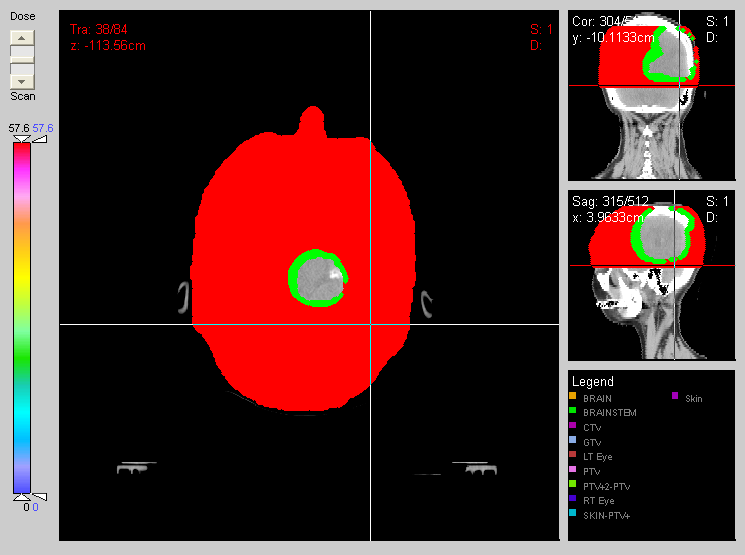 Dose
Scan
57.6 57.6
0 0
Tra: 38/84
z: -113.56cm
S: 1
D:
Cor: 304/5
y: -10.1133cm
S: 1
D:
Sag: 315/512
x: 3.9633cm
S: 1
D:
Legend
BRAIN
BRAINSTEM
CTV
GTV
LT Eye
PTV
PTV+2-PTV
RT Eye
SKIN-PTV+
Skin